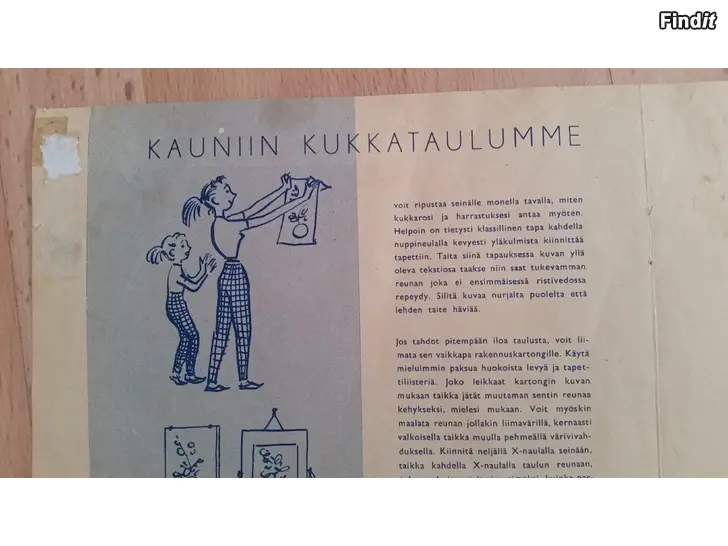 Findit
KAUNIIN KUKKATAULUMME
voit ripustaa seinälle monella tavalla, miten
kukkarosi ja harrastuksesi antaa myöten.
Helpoin on tietysti klassillinen tapa kahdella
nuppineulalla kevyesti yläkulmista kiinnittää
tapettiin. Taita siinä tapauksessa kuvan yllä
oleva tekstiosa taakse niin saat tukevamman
reunan joka ei ensimmäisessä ristivedossa
repeydy. Silitä kuvaa nurjalta puolelta että
lehden taite häviää.
Jos tahdot pitempään iloa taulusta, voit lii-
mata sen vaikkapa rakennuskartongille. Käytä
mieluimmin paksua huokoista levyä ja tapet-
tiliisteriä. Joko leikkaat kartongin kuvan
mukaan taikka jätät muutaman sentin reunaa
kehykseksi, mielesi mukaan. Voit myöskin
maalata reunan jollakin liimavärillä, kernaasti
valkoisella taikka muulla pehmeällä värivivah-
duksella. Kiinnitä neljällä X-naulalla seinään,
taikka kahdella X-naulalla taulun reunaan,